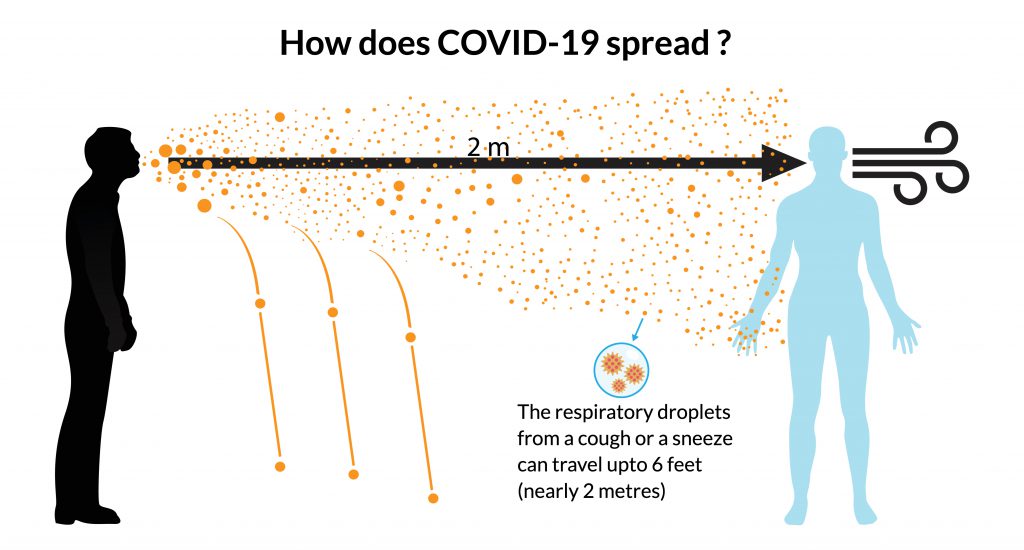 How does COVID-19 spread ?
2 m
The respiratory droplets
from a cough or a sneeze
can travel upto 6 feet
(nearly 2 metres)